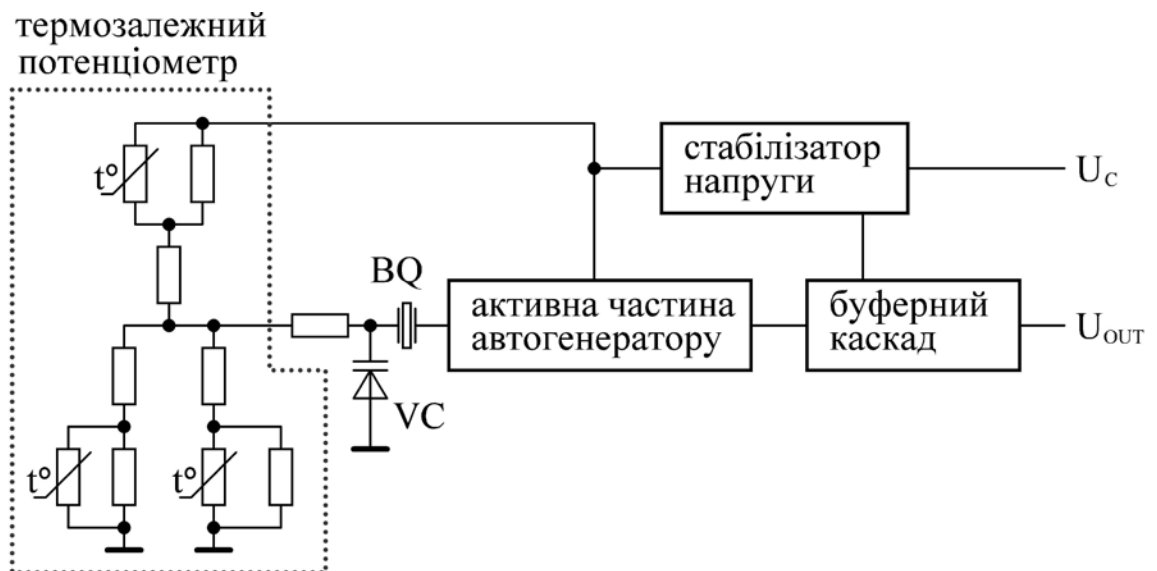 термозалежний
потенціометр
t°
стабілізатор
напруги
U_C
BQ
активна частина
автогенератору
буферний
каскад
U_OUT
VC
t°
t°